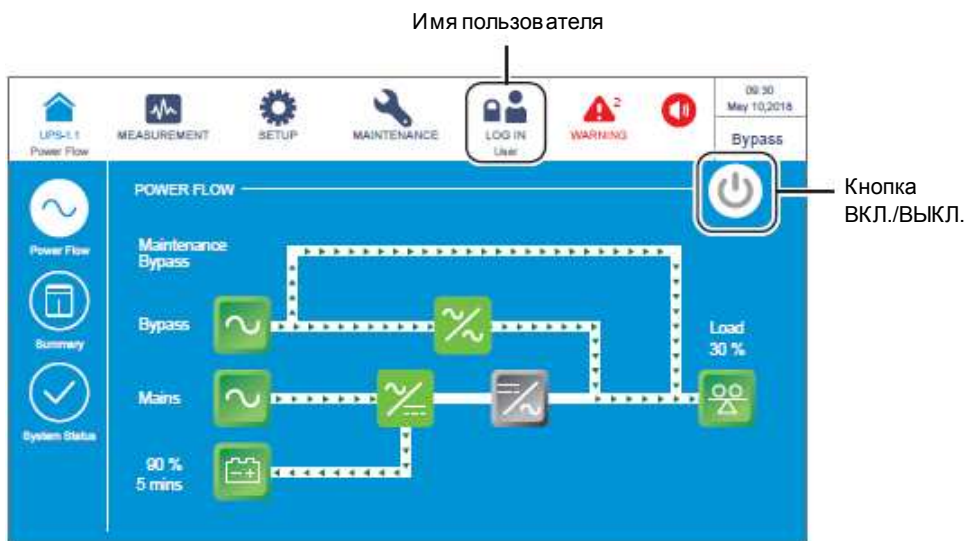 Имя пользователя
UPS-1.1
Power Flow
MEASUREMENT
SETUP
MAINTENANCE
LOG IN
User
2
WARNING
09:30
May 10,2018
Bypass
Кнопка
ВКЛ./ВЫКЛ.
POWER FLOW
Power Flow
Summary
System Status
Maintenance
Bypass
Bypass
Load
30 %
Mains
90 %
5 mins